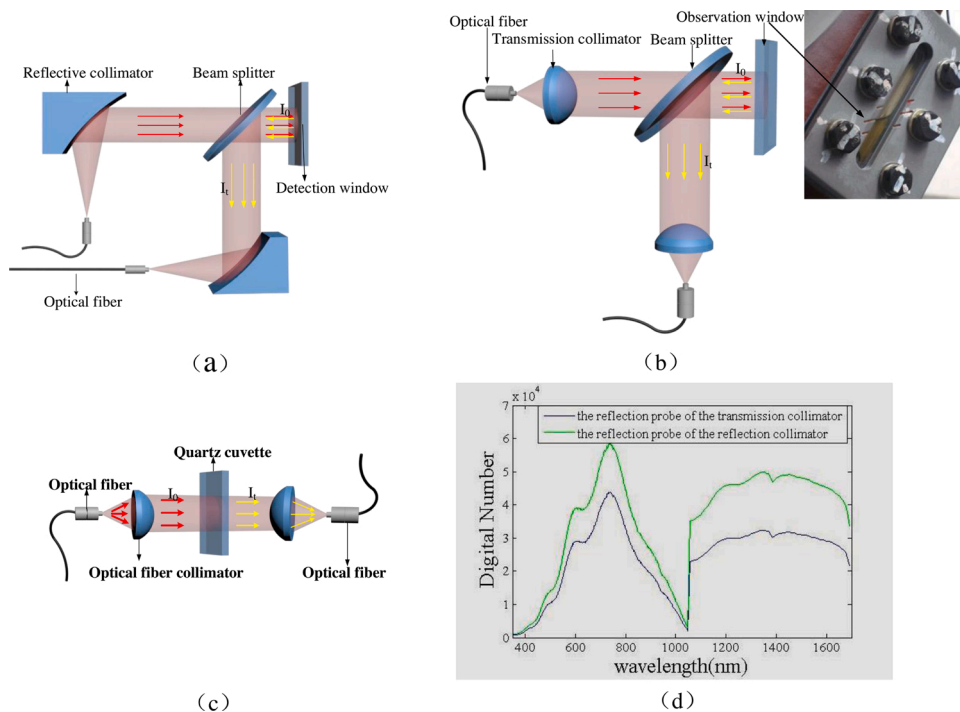 Reflective collimator
Beam splitter
I₀
Detection window
Iₜ
Optical fiber
(a)
Optical fiber
Transmission collimator
Beam splitter
Observation window
I₀
Iₜ
(b)
Quartz cuvette
Optical fiber
I₀
Iₜ
Optical fiber collimator
Optical fiber
(c)
x 10⁴
7
6
5
4
3
2
1
0
Digital Number
the reflection probe of the transmission collimator
the reflection probe of the reflection collimator
400 600 800 1000 1200 1400 1600
wavelength(nm)
(d)